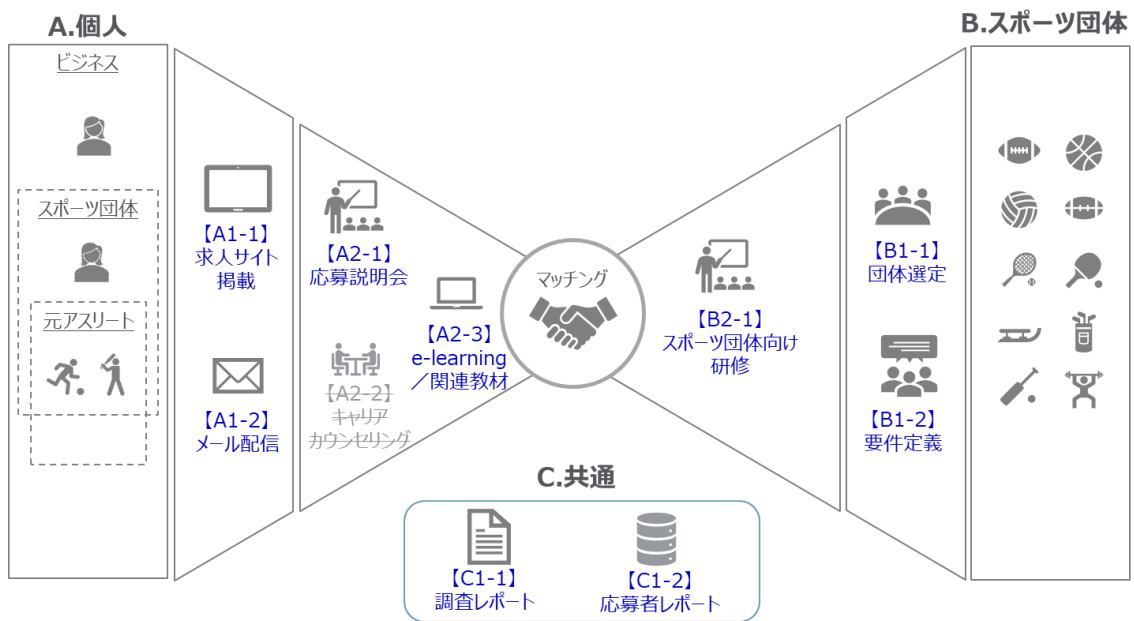 A.個人
ビジネス
スポーツ団体
元アスリート
【A1-1】
求人サイト
掲載
【A1-2】
メール配信
【A2-1】
応募説明会
【A2-2】
キャリア
カウンセリング
【A2-3】
e-learning
／関連教材
マッチング
【B2-1】
スポーツ団体向け
研修
【B1-1】
団体選定
【B1-2】
要件定義
B.スポーツ団体
C.共通
【C1-1】
調査レポート
【C1-2】
応募者レポート